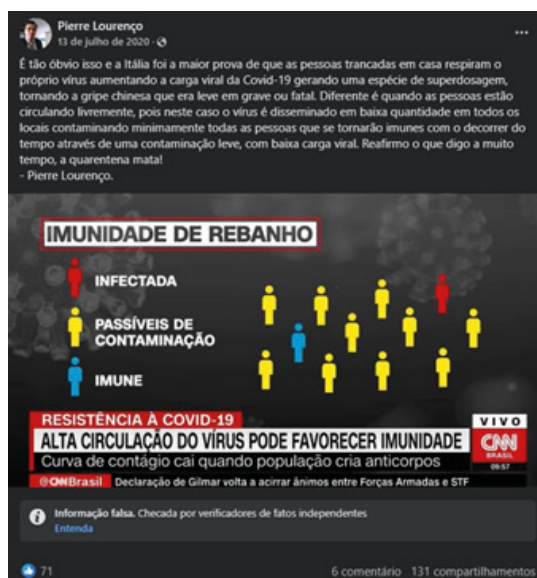 Pierre Lourenço
13 de julho de 2020 ·
É tão óbvio isso e a Itália foi a maior prova de que as pessoas trancadas em casa respiram o
próprio vírus aumentando a carga viral da Covid-19 gerando uma espécie de superdosagem,
tornando a gripe chinesa que era leve em grave ou fatal. Diferente é quando as pessoas estão
circulando livremente, pois neste caso o vírus é disseminado em baixa quantidade em todos os
locais contaminando minimamente todas as pessoas que se tornarão imunes com o decorrer do
tempo através de uma contaminação leve, com baixa carga viral. Reafirmo o que digo a muito
tempo, a quarentena mata!
- Pierre Lourenço.
IMUNIDADE DE REBANHO
INFECTADA
PASSÍVEIS DE
CONTAMINAÇÃO
IMUNE
RESISTÊNCIA À COVID-19
ALTA CIRCULAÇÃO DO VÍRUS PODE FAVORECER IMUNIDADE
Curva de contágio cai quando população cria anticorpos
VIVO
CNN
BRASIL
09:57
@CNNBrasil Declaração de Gilmar volta a acirrar ânimos entre Forças Armadas e STF
Informação falsa. Checada por verificadores de fatos independentes
Entenda
71
6 comentário 131 compartilhamentos